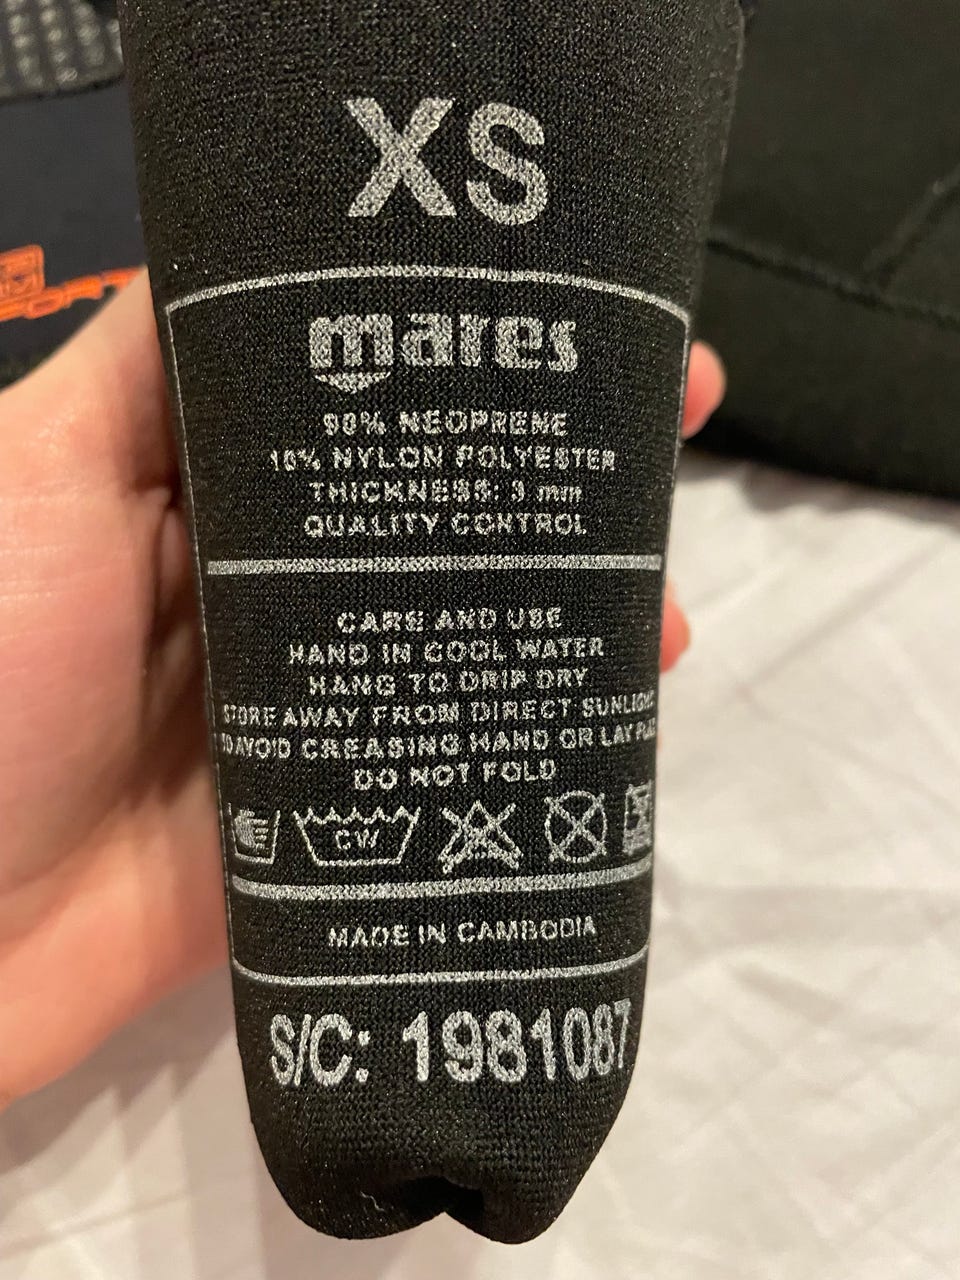 XS
mares
90% NEOPRENE
10% NYLON POLYESTER
THICKNESS: 3 mm
QUALITY CONTROL
CARE AND USE
HAND IN COOL WATER
HANG TO DRIP DRY
STORE AWAY FROM DIRECT SUNLIGHT
TO AVOID CREASING HAND OR LAY
DO NOT FOLD
CW
MADE IN CAMBODIA
S/C: 1981087